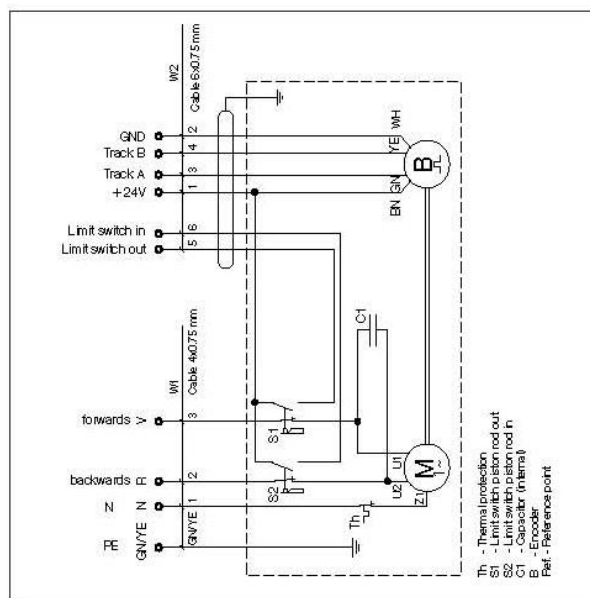 W2
Cable 6x0.75 mm
GND 2 WH
Track B 4 YE
Track A 3 GN
+24V 1 BN
B
Limit switch in 6
Limit switch out 5
W1
Cable 4x0.75 mm
C1
forwards V 3
S1
U1
M
1~
backwards R 2
S2
U2
N N 1
Z1
Th
PE GN/YE GN/YE
Th - Thermal protection
S1 - Limit switch piston rod out
S2 - Limit switch piston rod in
C1 - Capacitor (internal)
B - Encoder
Ref. - Reference point